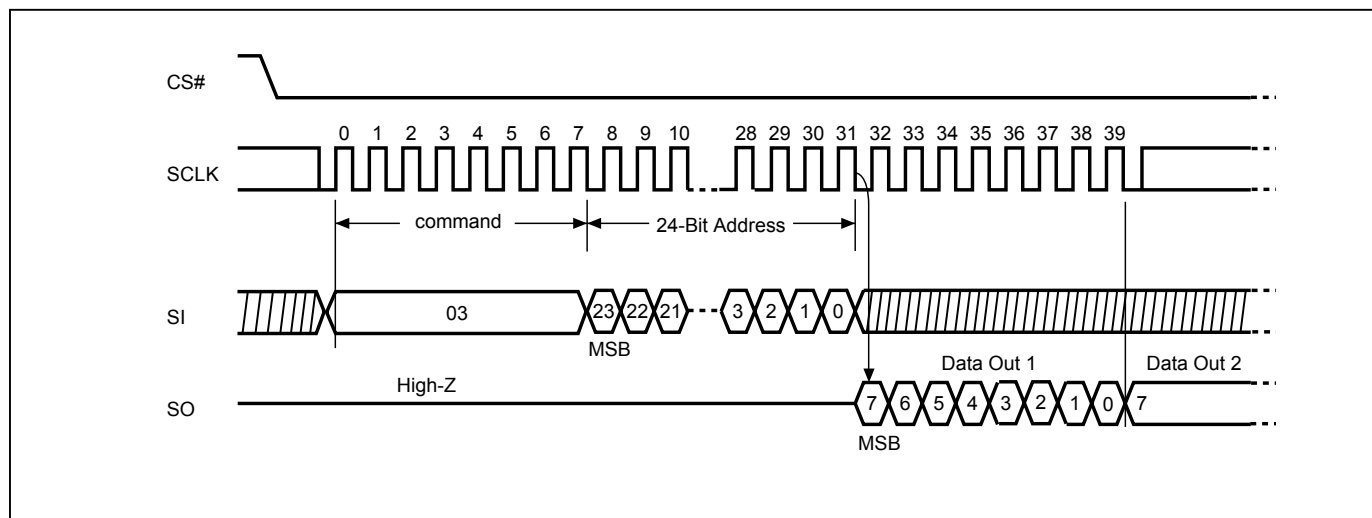 CS#
0 1 2 3 4 5 6 7 8 9 10 28 29 30 31 32 33 34 35 36 37 38 39
SCLK
command 24-Bit Address
SI 03 23 22 21 3 2 1 0
MSB
Data Out 1 Data Out 2
High-Z
SO 7 6 5 4 3 2 1 0 7
MSB